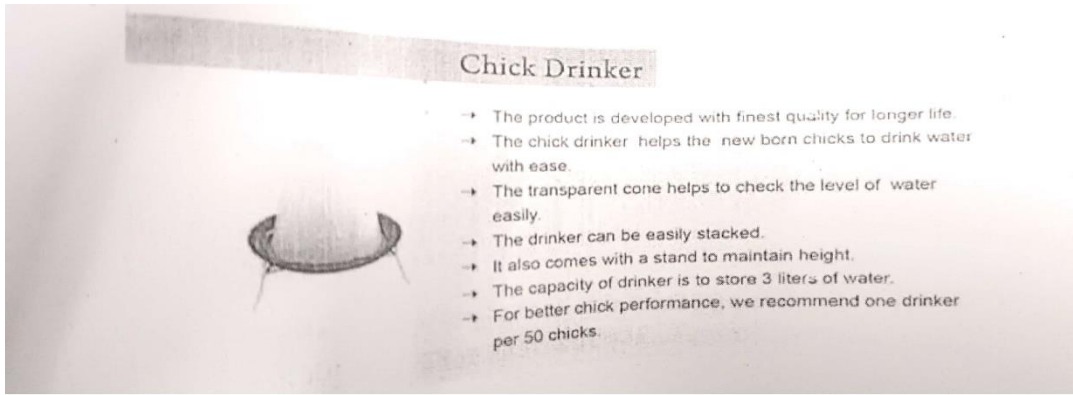 Chick Drinker
→ The product is developed with finest quality for longer life.
→ The chick drinker helps the new born chicks to drink water
with ease.
→ The transparent cone helps to check the level of water
easily.
→ The drinker can be easily stacked.
→ It also comes with a stand to maintain height.
→ The capacity of drinker is to store 3 liters of water.
→ For better chick performance, we recommend one drinker
per 50 chicks.